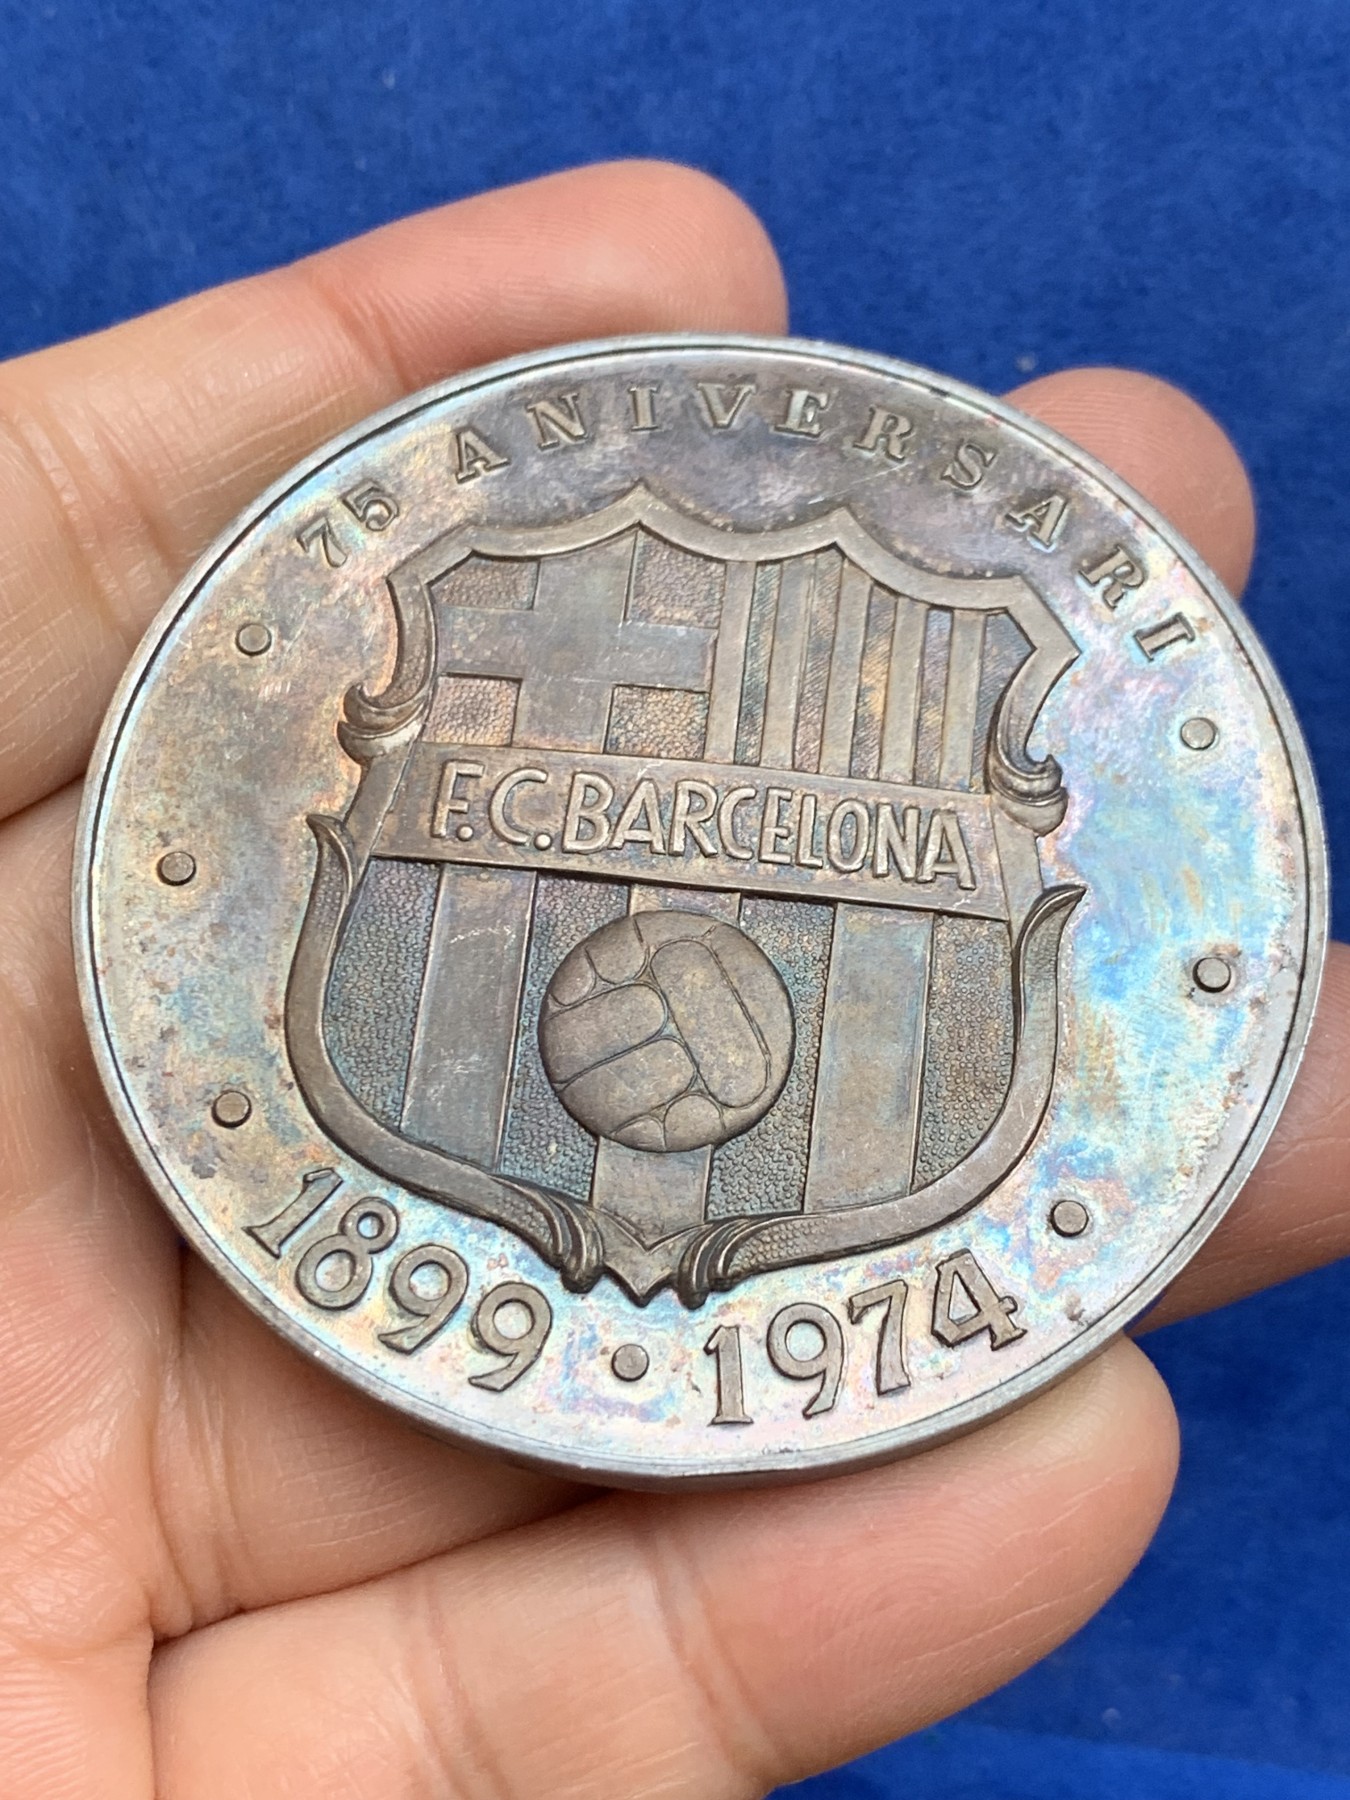 75 ANIVERSARI
F.C.BARCELONA
1899 • 1974